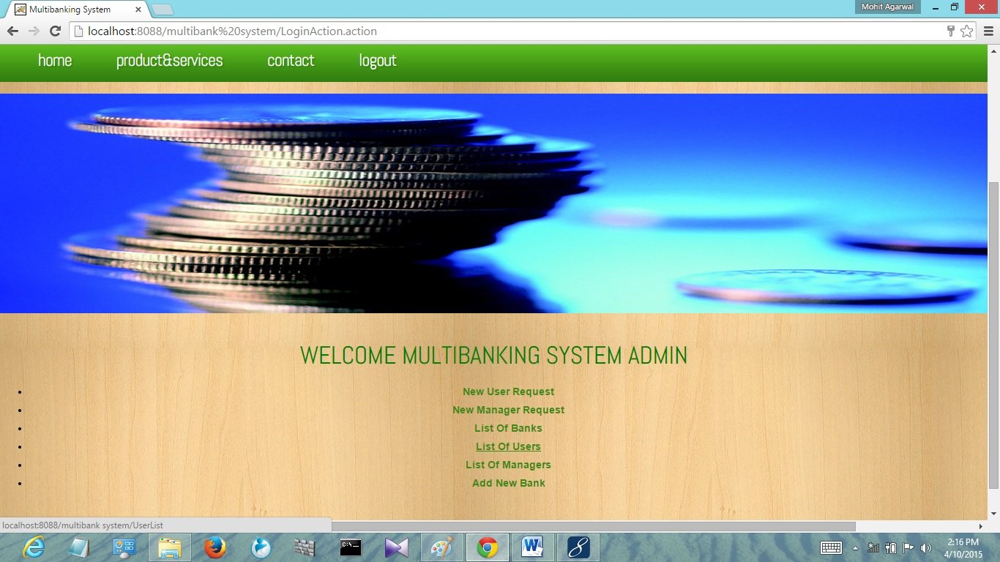 Multibanking System
Mohit Agarwal
localhost:8088/multibank%20system/LoginAction.action
home product&services contact logout
WELCOME MULTIBANKING SYSTEM ADMIN
New User Request
New Manager Request
List Of Banks
List Of Users
List Of Managers
Add New Bank
localhost:8088/multibank system/UserList
C:\
2:16 PM
4/10/2015